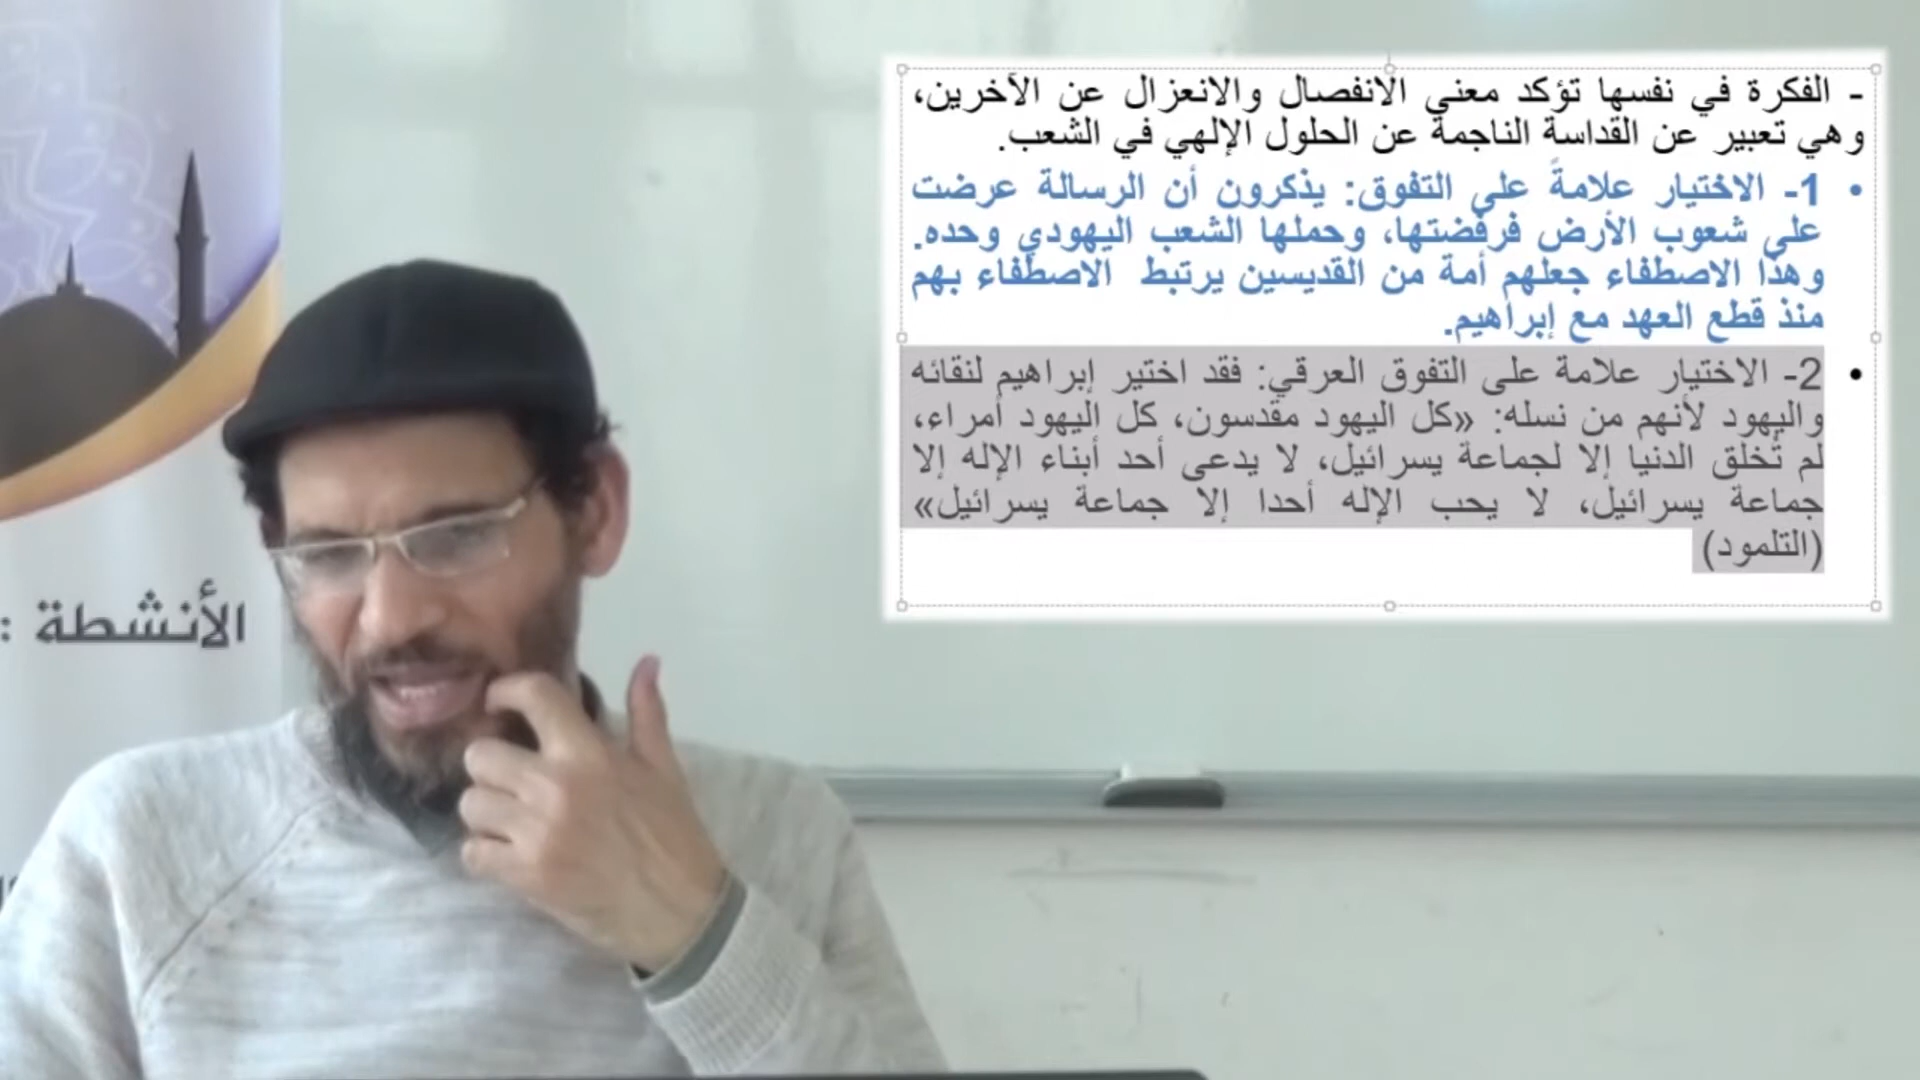 - الفكرة في نفسها تؤكد معنى الانفصال والانعزال عن الآخرين،
وهي تعبير عن القداسة الناجمة عن الحلول الإلهي في الشعب.
• 1- الاختيار علامةً على التفوق: يذكرون أن الرسالة عرضت
على شعوب الأرض فرفضتها، وحملها الشعب اليهودي وحده.
وهذا الاصطفاء جعلهم أمة من القديسين يرتبط الاصطفاء بهم
منذ قطع العهد مع إبراهيم.
• 2- الاختيار علامة على التفوق العرقي: فقد اختير إبراهيم لنقائه
واليهود لأنهم من نسله: «كل اليهود مقدسون، كل اليهود أمراء،
لم تُخلق الدنيا إلا لجماعة يسرائيل، لا يدعى أحد أبناء الإله إلا
جماعة يسرائيل، لا يحب الإله أحدا إلا جماعة يسرائيل»
(التلمود)
الأنشطة :